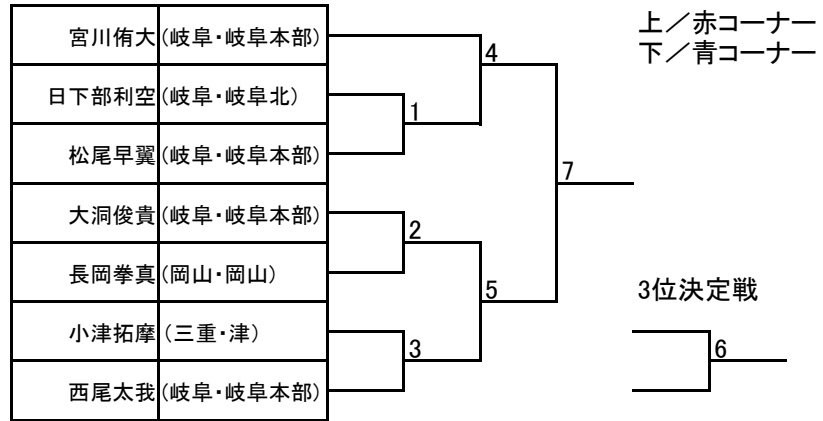 宮川侑大(岐阜・岐阜本部)
日下部利空(岐阜・岐阜北)
松尾早翼(岐阜・岐阜本部)
大洞俊貴(岐阜・岐阜本部)
長岡拳真(岡山・岡山)
小津拓摩(三重・津)
西尾太我(岐阜・岐阜本部)
4
1
7
2
5
3
上／赤コーナー
下／青コーナー
3位決定戦
6